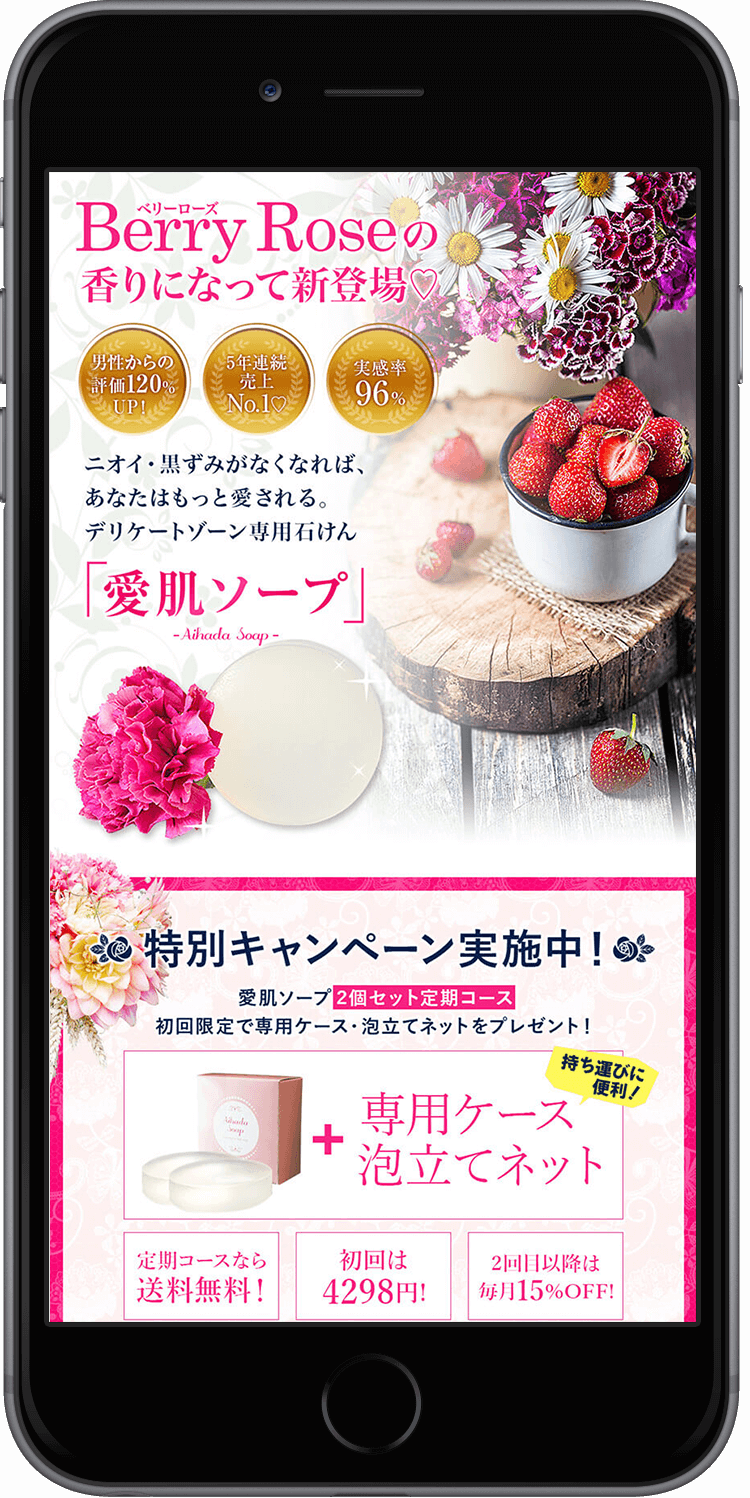 ベリーローズ
Berry Roseの
香りになって新登場♡
男性からの
評価120%
UP!
5年連続
売上
No.1♡
実感率
96%
ニオイ・黒ずみがなくなれば、
あなたはもっと愛される。
デリケートゾーン専用石けん
「愛肌ソープ」
-Aihada Soap-
特別キャンペーン実施中!
愛肌ソープ2個セット定期コース
初回限定で専用ケース・泡立てネットをプレゼント!
持ち運びに
便利!
Aihada
Soap
+
専用ケース
泡立てネット
定期コースなら
送料無料!
初回は
4298円!
2回目以降は
毎月15%OFF!